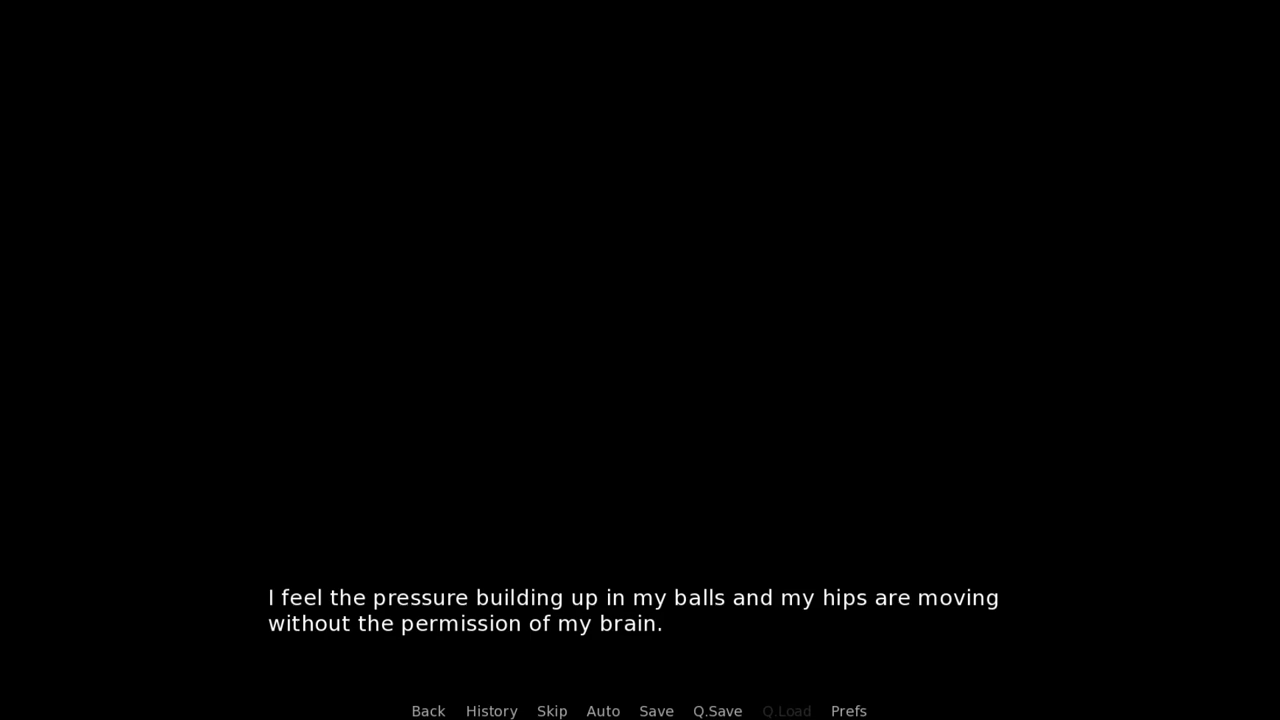 I feel the pressure building up in my balls and my hips are moving
without the permission of my brain.
Back History Skip Auto Save Q.Save Q.Load Prefs